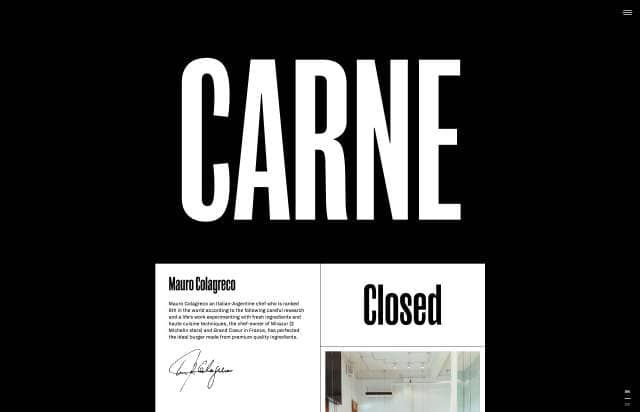 CARNE
Mauro Colagreco
Closed
Mauro Colagreco an Italian-Argentine chef who is ranked
6th in the world according to the following careful research
and a life's work experimenting with fresh ingredients and
haute cuisine techniques, the chef-owner of Mirazur (2
Michelin stars) and Grand Coeur in France, has perfected
the ideal burger made from premium quality ingredients.